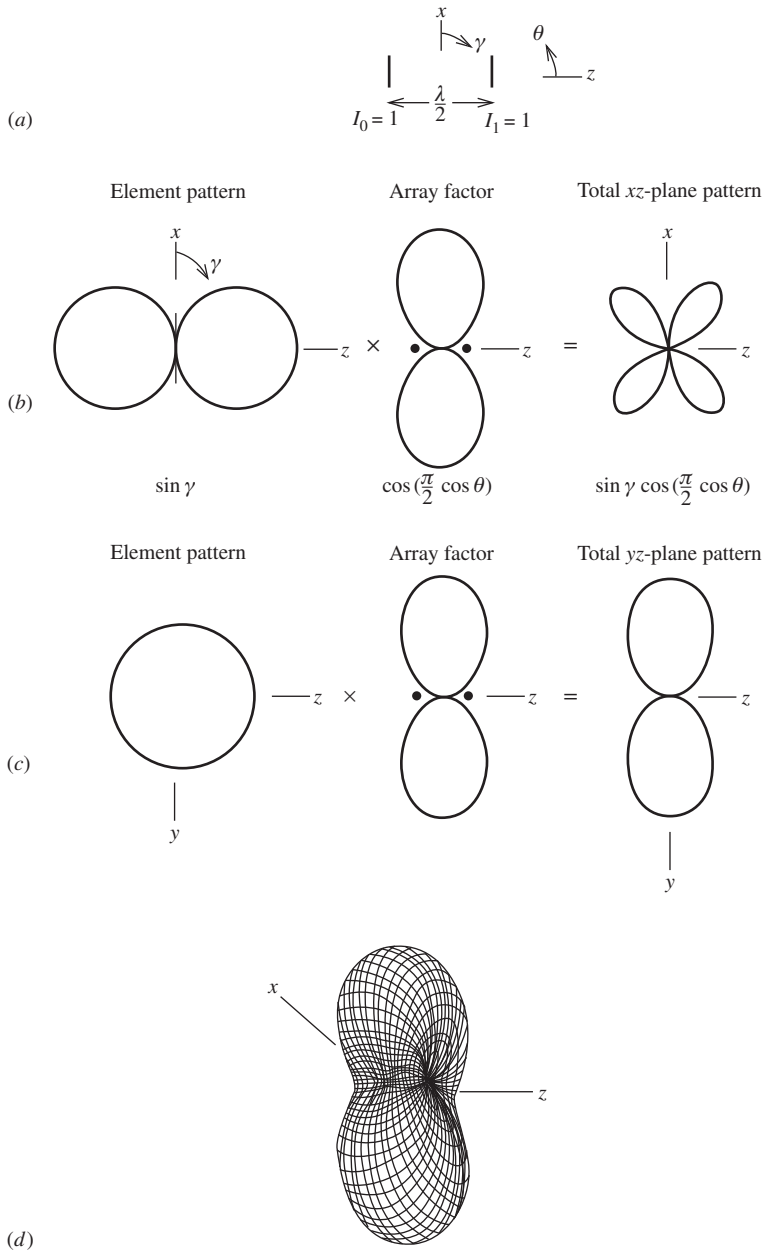 x
γ
θ
z
λ/2
(a)
I₀ = 1
I₁ = 1
Element pattern
Array factor
Total xz-plane pattern
x
γ
x
z
×
z
=
z
(b)
sin γ
cos (π/2 cos θ)
sin γ cos (π/2 cos θ)
Element pattern
Array factor
Total yz-plane pattern
z
×
z
=
z
(c)
y
y
x
z
(d)